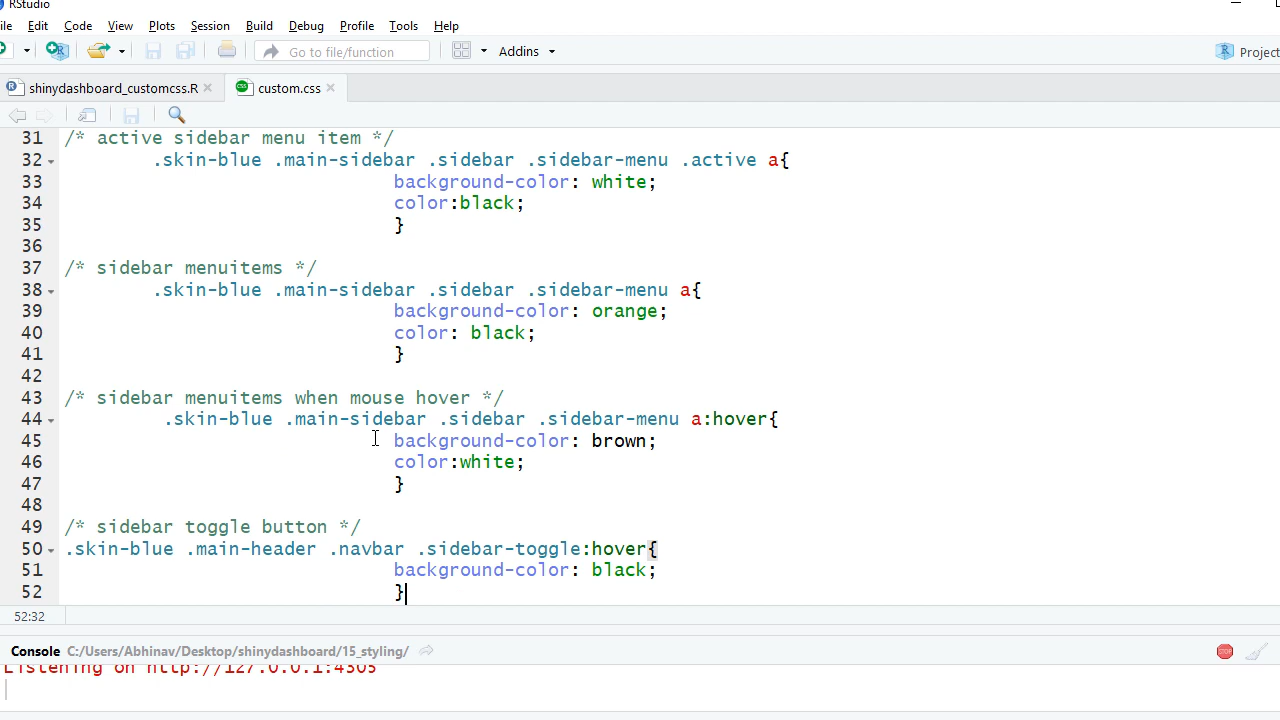 RStudio
ile Edit Code View Plots Session Build Debug Profile Tools Help
Go to file/function Addins Project
shinydashboard_customcss.R custom.css
31 /* active sidebar menu item */
32 .skin-blue .main-sidebar .sidebar .sidebar-menu .active a{
33 background-color: white;
34 color:black;
35 }
36
37 /* sidebar menuitems */
38 .skin-blue .main-sidebar .sidebar .sidebar-menu a{
39 background-color: orange;
40 color: black;
41 }
42
43 /* sidebar menuitems when mouse hover */
44 .skin-blue .main-sidebar .sidebar .sidebar-menu a:hover{
45 background-color: brown;
46 color:white;
47 }
48
49 /* sidebar toggle button */
50 .skin-blue .main-header .navbar .sidebar-toggle:hover{
51 background-color: black;
52 }
52:32
Console C:/Users/Abhinav/Desktop/shinydashboard/15_styling/ STOP
Listening on http://127.0.0.1:4305